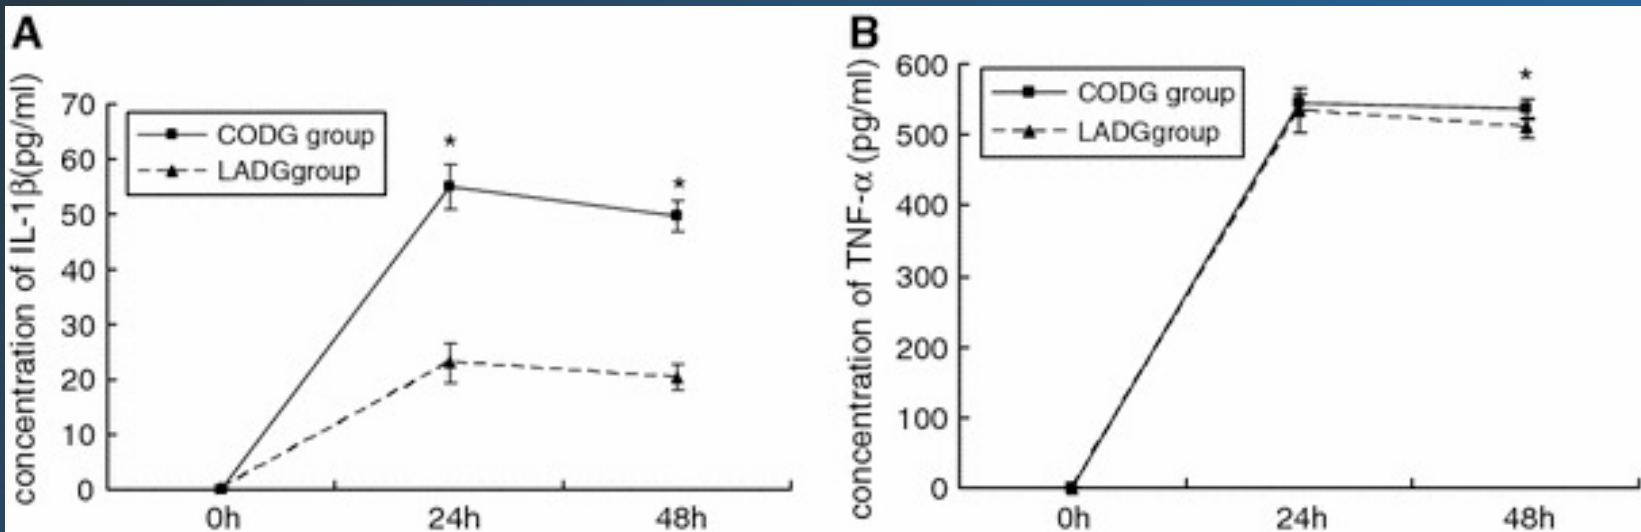 A
concentration of IL-1β(pg/ml)
70
60
50
40
30
20
10
0
CODG group
LADGgroup
*
*
0h
24h
48h
B
concentration of TNF-α (pg/ml)
600
500
400
300
200
100
0
CODG group
LADGgroup
*
0h
24h
48h